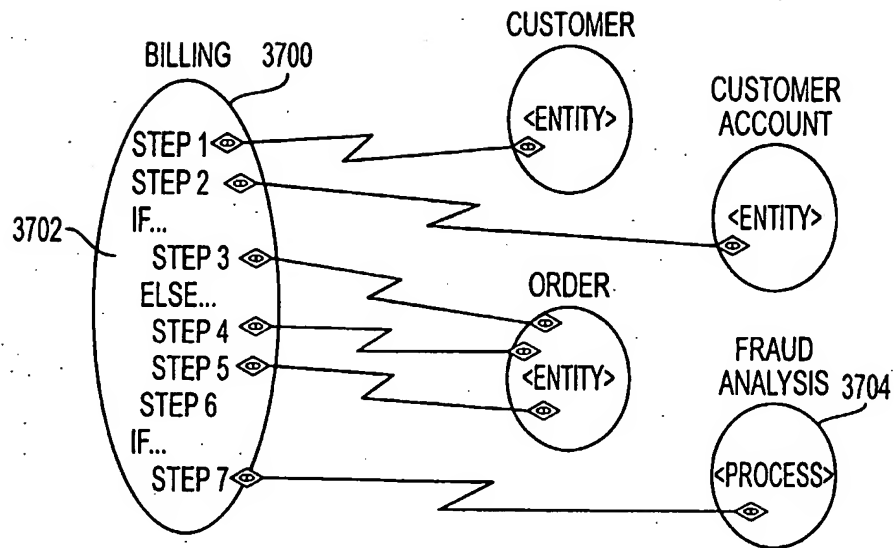 BILLING 3700
STEP 1
STEP 2
IF...
3702
STEP 3
ELSE...
STEP 4
STEP 5
STEP 6
IF...
STEP 7
CUSTOMER
<ENTITY>
CUSTOMER
ACCOUNT
<ENTITY>
ORDER
<ENTITY>
FRAUD
ANALYSIS 3704
<PROCESS>